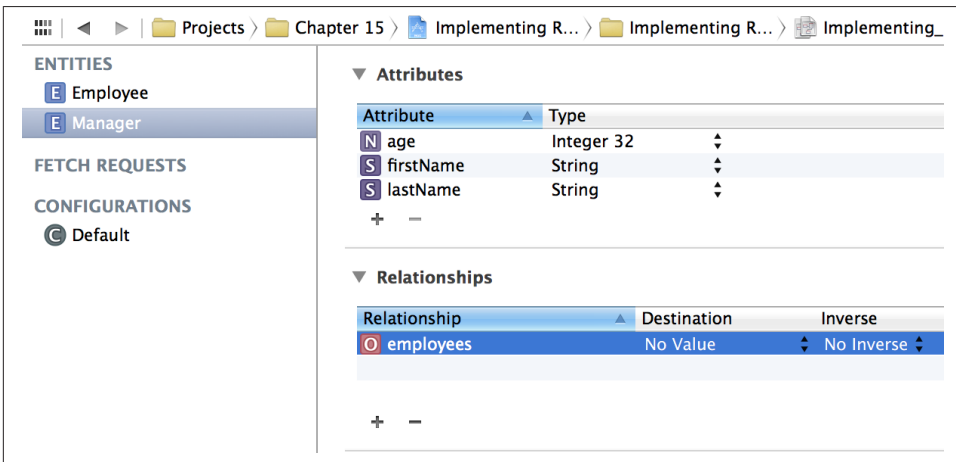 Projects Chapter 15 Implementing R... Implementing R... Implementing_
ENTITIES
E Employee
E Manager
FETCH REQUESTS
CONFIGURATIONS
C Default
Attributes
Attribute Type
N age Integer 32
S firstName String
S lastName String
+ −
Relationships
Relationship Destination Inverse
O employees No Value No Inverse
+ −